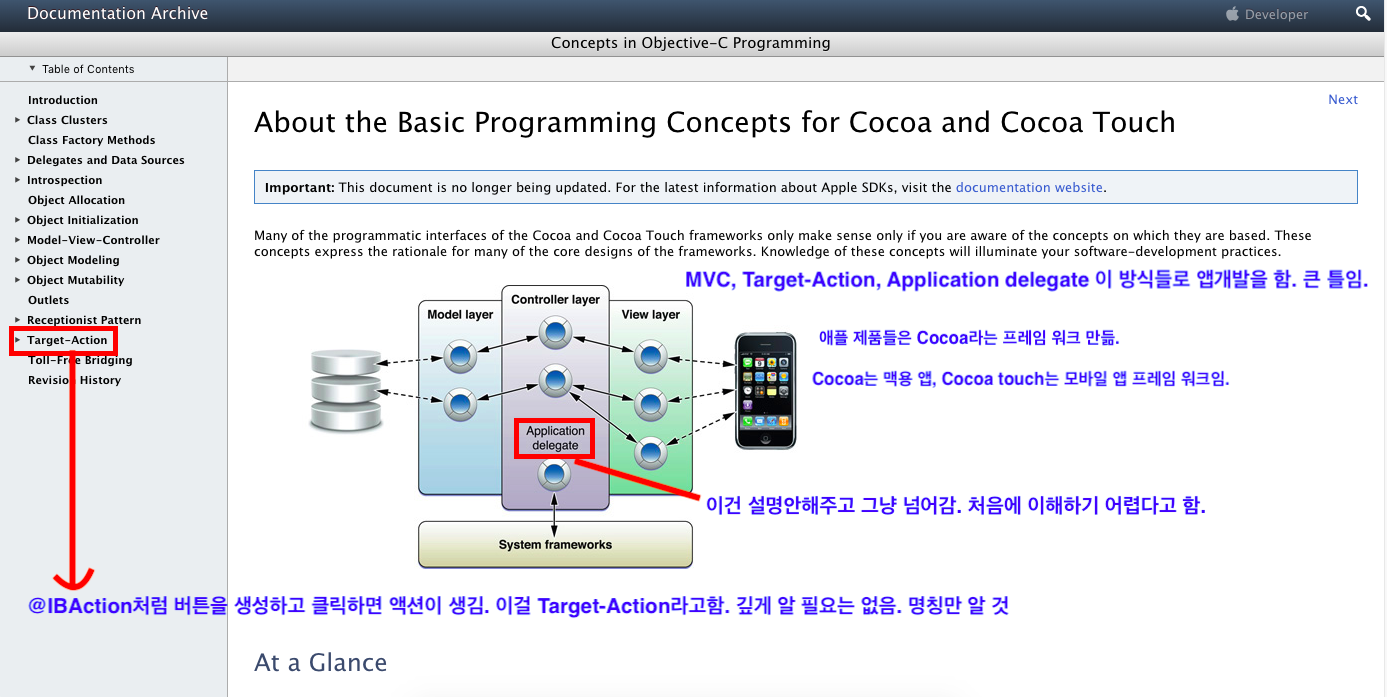 Documentation Archive
Developer
Concepts in Objective-C Programming
Table of Contents
Introduction
Class Clusters
Class Factory Methods
Delegates and Data Sources
Introspection
Object Allocation
Object Initialization
Model-View-Controller
Object Modeling
Object Mutability
Outlets
Receptionist Pattern
Target-Action
Toll-Free Bridging
Revision History
Next
About the Basic Programming Concepts for Cocoa and Cocoa Touch
Important: This document is no longer being updated. For the latest information about Apple SDKs, visit the documentation website.
Many of the programmatic interfaces of the Cocoa and Cocoa Touch frameworks only make sense only if you are aware of the concepts on which they are based. These
concepts express the rationale for many of the core designs of the frameworks. Knowledge of these concepts will illuminate your software-development practices.
MVC, Target-Action, Application delegate 이 방식들로 앱개발을 함. 큰 틀임.
Model layer
Controller layer
View layer
애플 제품들은 Cocoa라는 프레임 워크 만듦.
Cocoa는 맥용 앱, Cocoa touch는 모바일 앱 프레임 워크임.
Application
delegate
이건 설명안해주고 그냥 넘어감. 처음에 이해하기 어렵다고 함.
System frameworks
@IBAction처럼 버튼을 생성하고 클릭하면 액션이 생김. 이걸 Target-Action라고함. 깊게 알 필요는 없음. 명칭만 알 것
At a Glance